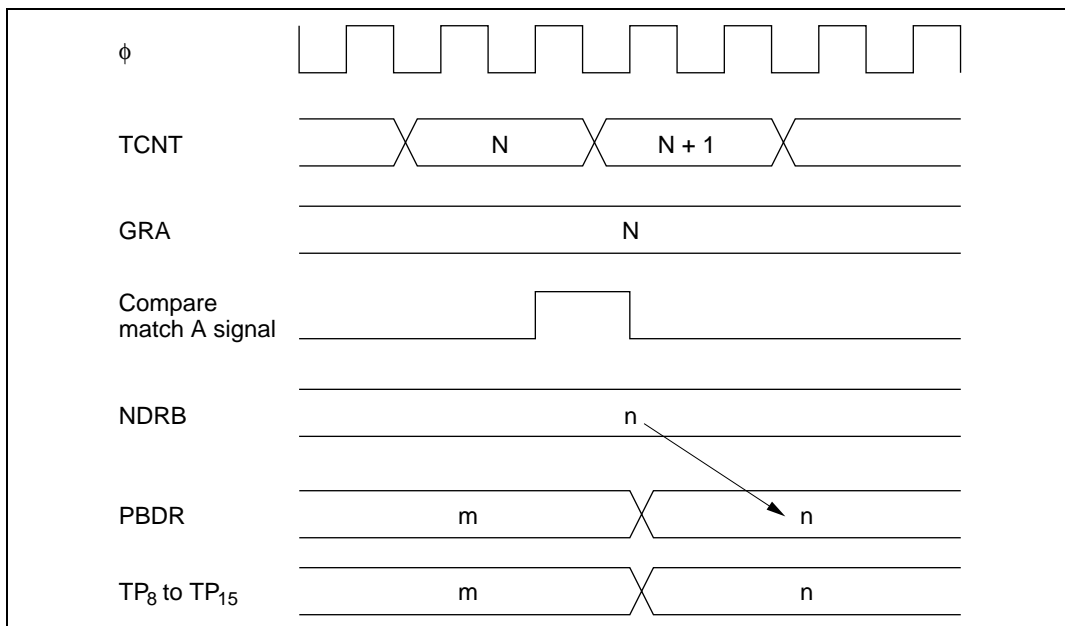 ϕ
TCNT
N
N + 1
GRA
N
Compare
match A signal
NDRB
n
PBDR
m
n
TP8 to TP15
m
n